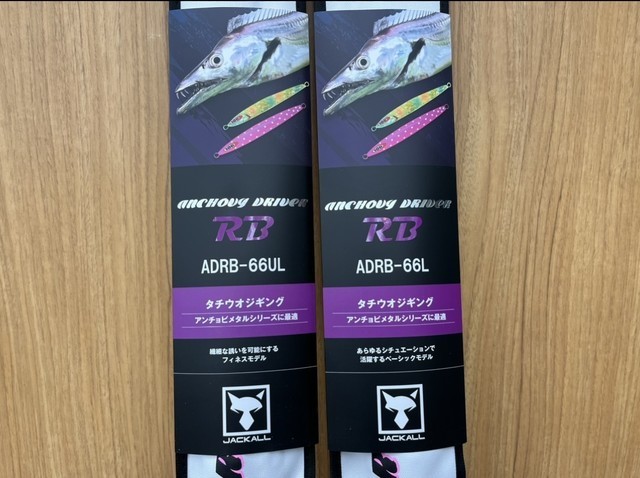 ANCHOVY DRIVER
RB
ADRB-66UL
タチウオジギング
アンチョビメタルシリーズに最適
繊細な誘いを可能にする
フィネスモデル
JACKALL
ANCHOVY DRIVER
RB
ADRB-66L
タチウオジギング
アンチョビメタルシリーズに最適
あらゆるシチュエーションで
活躍するベーシックモデル
JACKALL